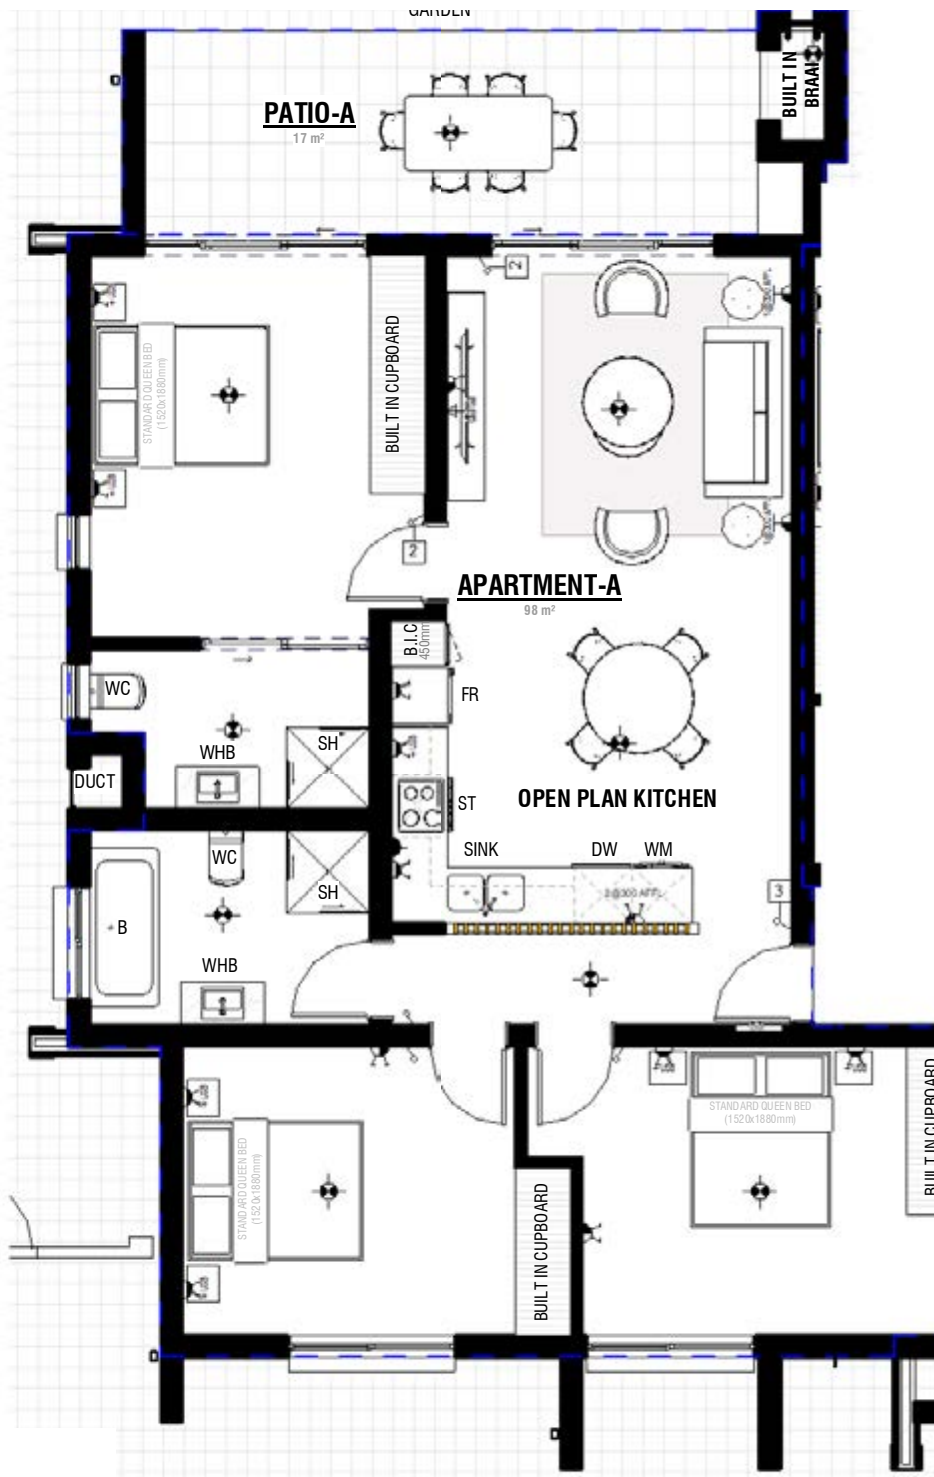 GARDEN
PATIO-A
17 m²
BUILT IN
BRAAI
2
STANDARD QUEEN BED
(1520x1880mm)
BUILT IN CUPBOARD
2
APARTMENT-A
98 m²
B.I.C
450mm
FR
WC
WHB
SH
DUCT
ST
OPEN PLAN KITCHEN
SINK
DW
WM
WC
SH
B
WHB
3
STANDARD QUEEN BED
(1520x1880mm)
BUILT IN CUPBOARD
STANDARD QUEEN BED
(1520x1880mm)
BUILT IN CUPBOARD